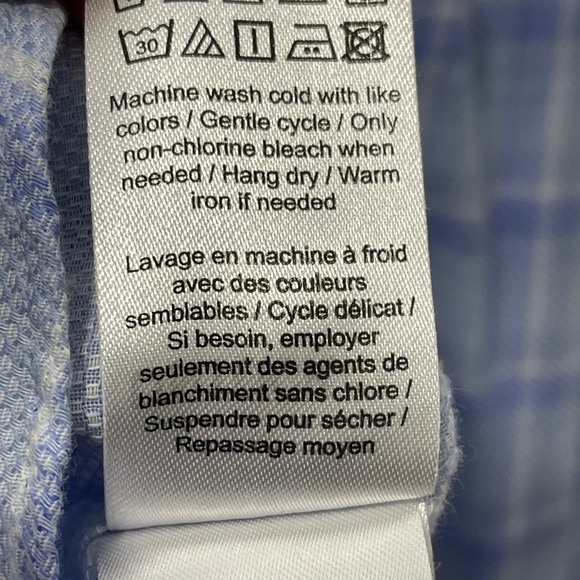 30
Machine wash cold with like
colors / Gentle cycle / Only
non-chlorine bleach when
needed / Hang dry / Warm
iron if needed
Lavage en machine à froid
avec des couleurs
semblables / Cycle délicat /
Si besoin, employer
seulement des agents de
blanchiment sans chlore /
Suspendre pour sécher /
Repassage moyen